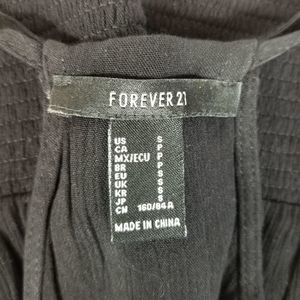 FOREVER 21
US S
CA P
MX/ECU P
BR P
EU S
UK S
KR S
JP S
CN 160/84A
MADE IN CHINA